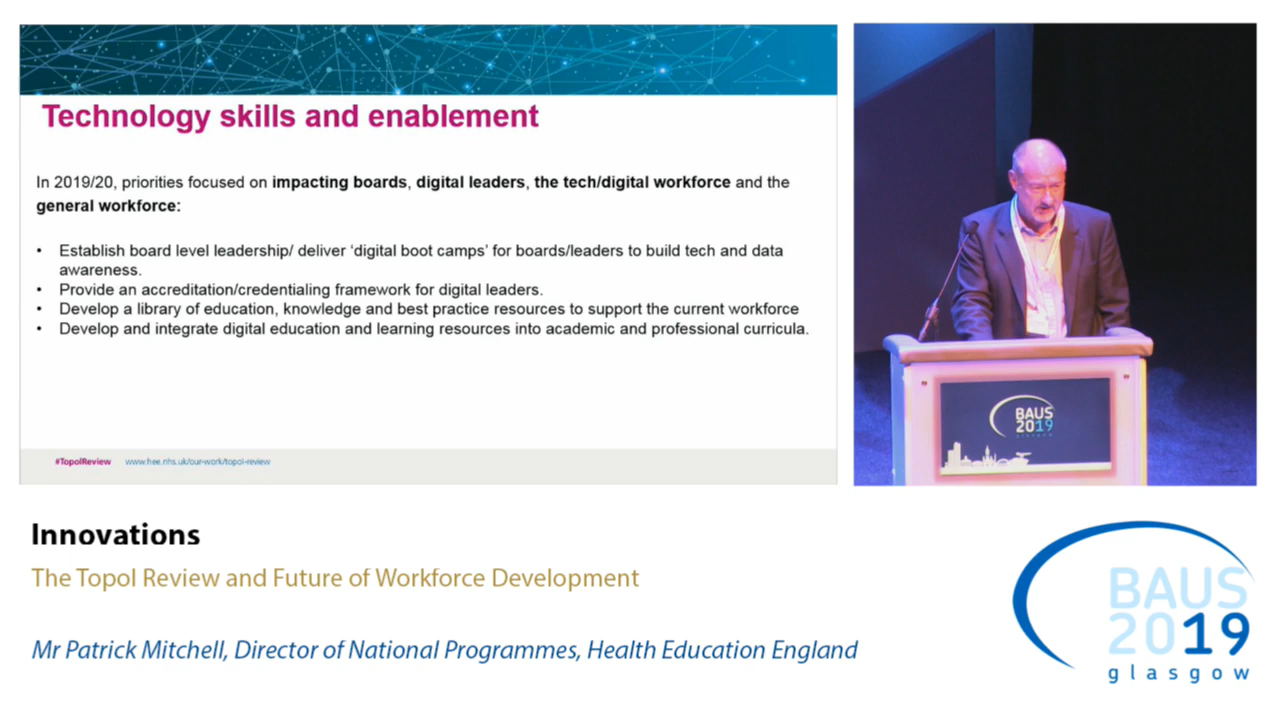 Technology skills and enablement
In 2019/20, priorities focused on impacting boards, digital leaders, the tech/digital workforce and the
general workforce:
• Establish board level leadership/ deliver ‘digital boot camps’ for boards/leaders to build tech and data
awareness.
• Provide an accreditation/credentialing framework for digital leaders.
• Develop a library of education, knowledge and best practice resources to support the current workforce
• Develop and integrate digital education and learning resources into academic and professional curricula.
#TopolReview www.hee.nhs.uk/our-work/topol-review
BAUS
2019
glasgow
Innovations
The Topol Review and Future of Workforce Development
Mr Patrick Mitchell, Director of National Programmes, Health Education England
BAUS
2019
glasgow